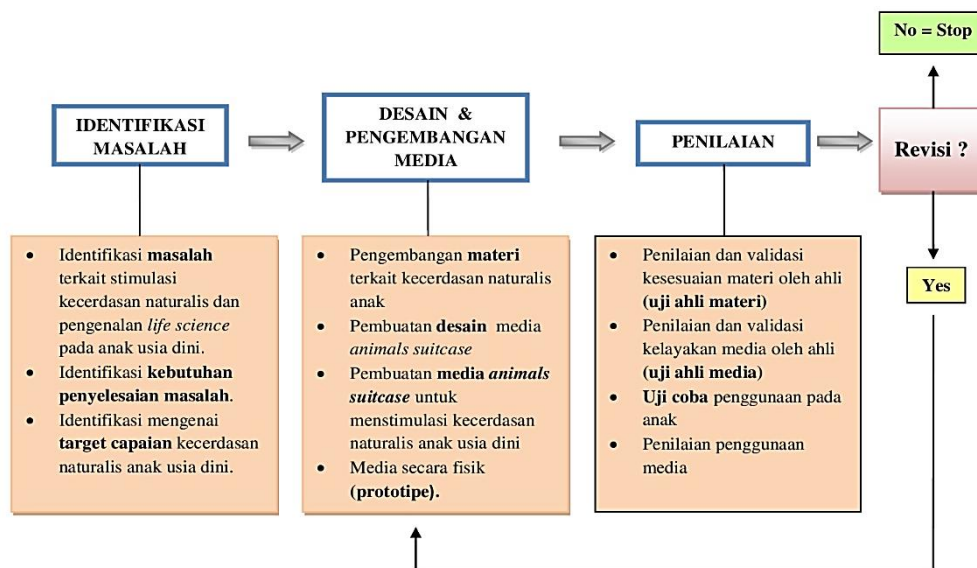 No = Stop
IDENTIFIKASI
MASALAH
DESAIN &
PENGEMBANGAN
MEDIA
PENILAIAN
Revisi ?
• Identifikasi masalah
terkait stimulasi
kecerdasan naturalis dan
pengenalan life science
pada anak usia dini.
• Identifikasi kebutuhan
penyelesaian masalah.
• Identifikasi mengenai
target capaian kecerdasan
naturalis anak usia dini.
• Pengembangan materi
terkait kecerdasan naturalis
anak
• Pembuatan desain media
animals suitcase
• Pembuatan media animals
suitcase untuk
menstimulasi kecerdasan
naturalis anak usia dini
• Media secara fisik
(prototipe).
• Penilaian dan validasi
kesesuaian materi oleh ahli
(uji ahli materi)
• Penilaian dan validasi
kelayakan media oleh ahli
(uji ahli media)
• Uji coba penggunaan pada
anak
• Penilaian penggunaan
media
Yes